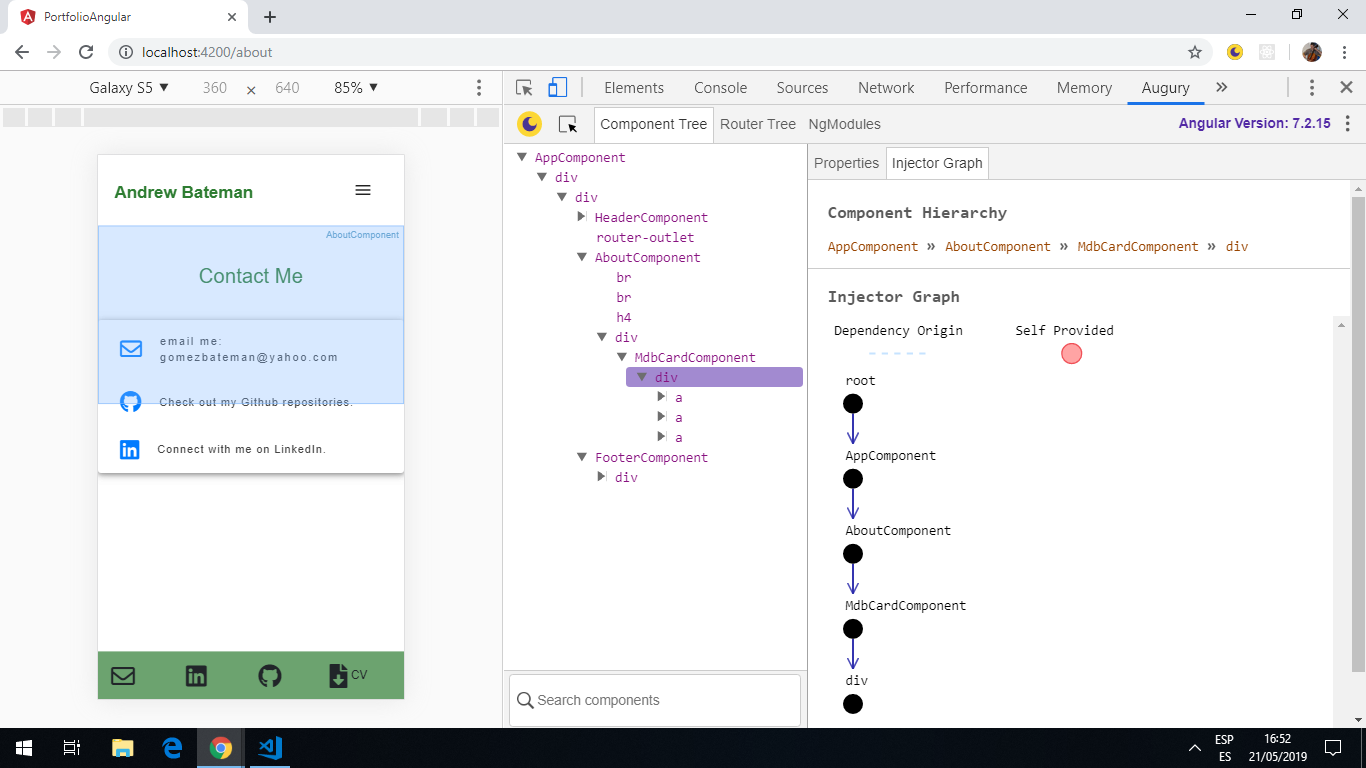 PortfolioAngular
localhost:4200/about
Galaxy S5 ▼ 360 × 640 85% ▼
Elements Console Sources Network Performance Memory Augury »
Component Tree Router Tree NgModules
Angular Version: 7.2.15
Andrew Bateman
AboutComponent
Contact Me
email me:
gomezbateman@yahoo.com
Check out my Github repositories.
Connect with me on LinkedIn.
CV
AppComponent
div
div
HeaderComponent
router-outlet
AboutComponent
br
br
h4
div
MdbCardComponent
div
a
a
a
FooterComponent
div
Search components
Properties Injector Graph
Component Hierarchy
AppComponent » AboutComponent » MdbCardComponent » div
Injector Graph
Dependency Origin Self Provided
root
AppComponent
AboutComponent
MdbCardComponent
div
ESP
ES
16:52
21/05/2019